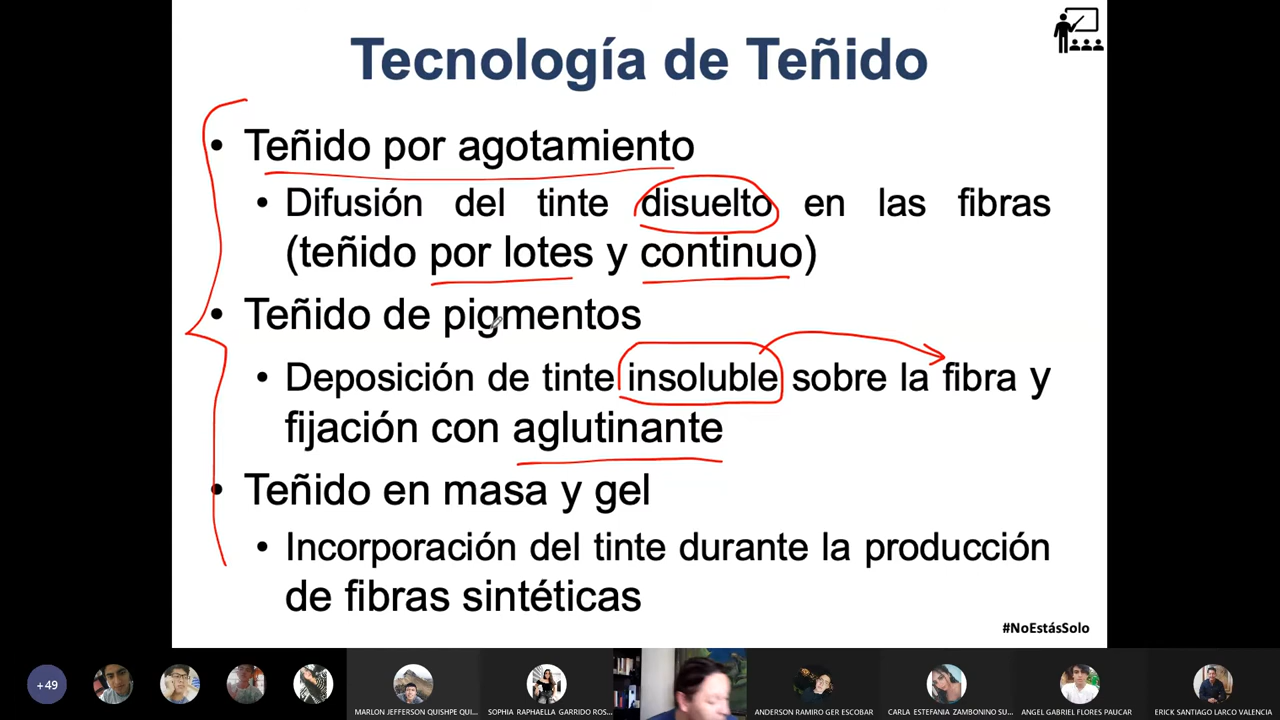 Tecnología de Teñido
• Teñido por agotamiento
• Difusión del tinte disuelto en las fibras
(teñido por lotes y continuo)
• Teñido de pigmentos
• Deposición de tinte insoluble sobre la fibra y
fijación con aglutinante
• Teñido en masa y gel
• Incorporación del tinte durante la producción
de fibras sintéticas
#NoEstásSolo
+49
MARLON JEFFERSON QUISHPE QUI...
SOPHIA RAPHAELLA GARRIDO ROS...
ANDERSON RAMIRO GER ESCOBAR
CARLA ESTEFANIA ZAMBONINO SU...
ANGEL GABRIEL FLORES PAUCAR
ERICK SANTIAGO LARCO VALENCIA